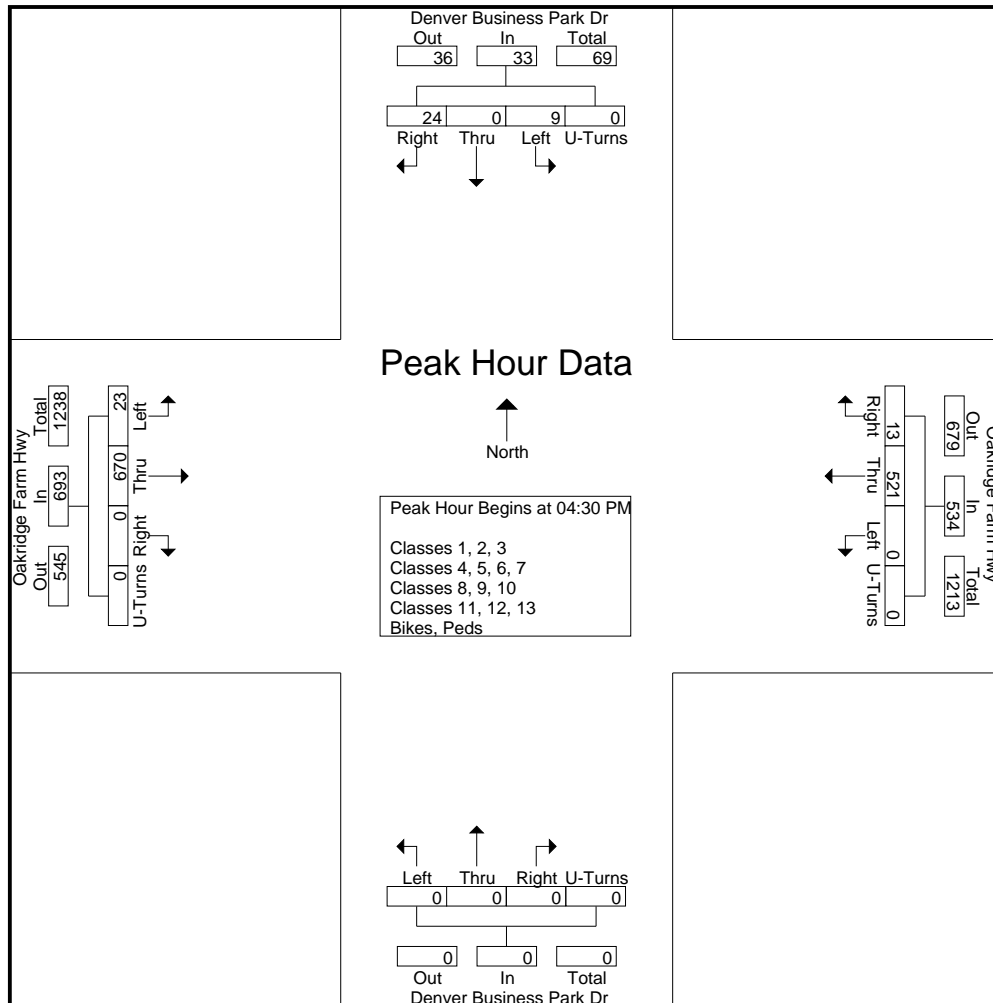 Denver Business Park Dr
Out In Total
36 33 69
24 0 9 0
Right Thru Left U-Turns
Peak Hour Data
North
Peak Hour Begins at 04:30 PM
Classes 1, 2, 3
Classes 4, 5, 6, 7
Classes 8, 9, 10
Classes 11, 12, 13
Bikes, Peds
Oakridge Farm Hwy
Out In Total
545 693 1238
0 0 670 23
U-Turns Right Thru Left
Oakridge Farm Hwy
Out In Total
679 534 1213
13 521 0 0
Right Thru Left U-Turns
Left Thru Right U-Turns
0 0 0 0
0 0 0
Out In Total
Denver Business Park Dr